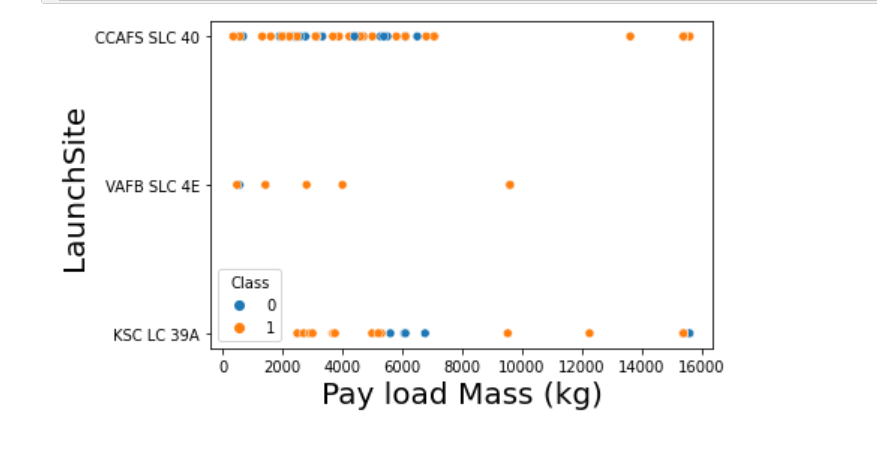 CCAFS SLC 40
VAFB SLC 4E
KSC LC 39A
LaunchSite
Class
0
1
0 2000 4000 6000 8000 10000 12000 14000 16000
Pay load Mass (kg)